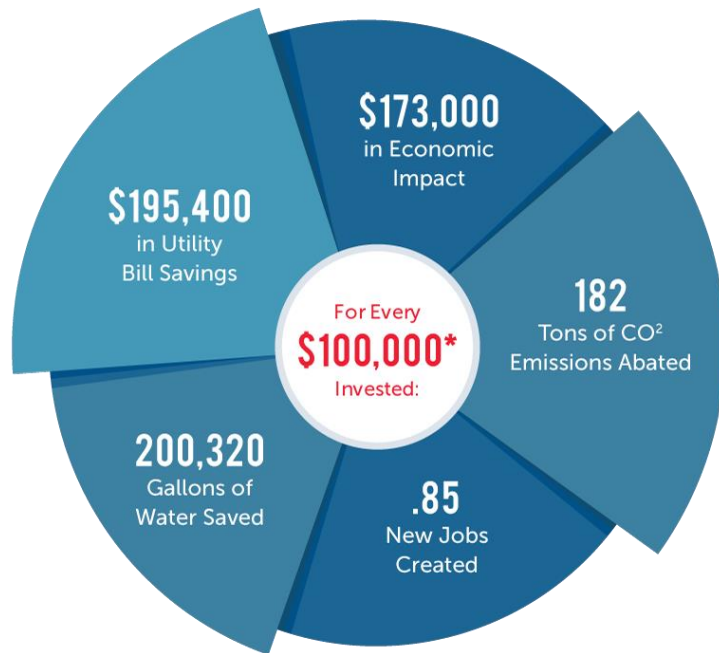 For Every
$100,000*
Invested:
$173,000
in Economic
Impact
182
Tons of CO²
Emissions Abated
.85
New Jobs
Created
200,320
Gallons of
Water Saved
$195,400
in Utility
Bill Savings